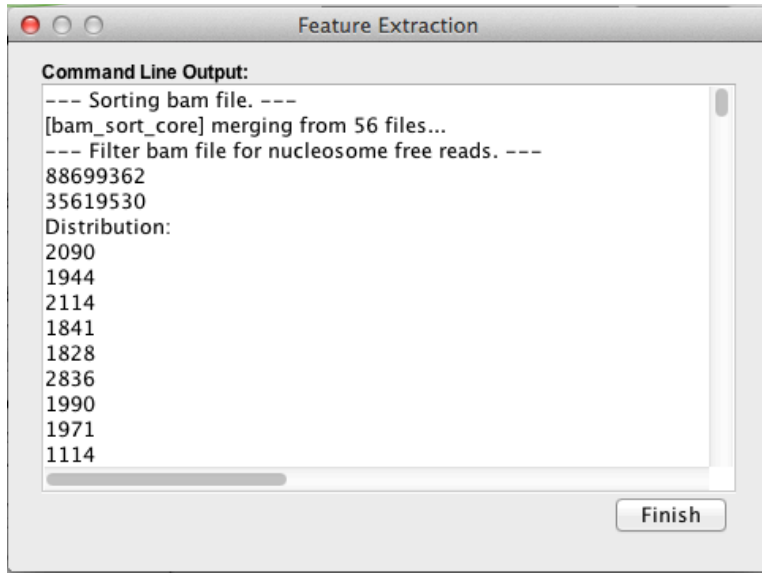 Feature Extraction
Command Line Output:
--- Sorting bam file. ---
[bam_sort_core] merging from 56 files...
--- Filter bam file for nucleosome free reads. ---
88699362
35619530
Distribution:
2090
1944
2114
1841
1828
2836
1990
1971
1114
Finish